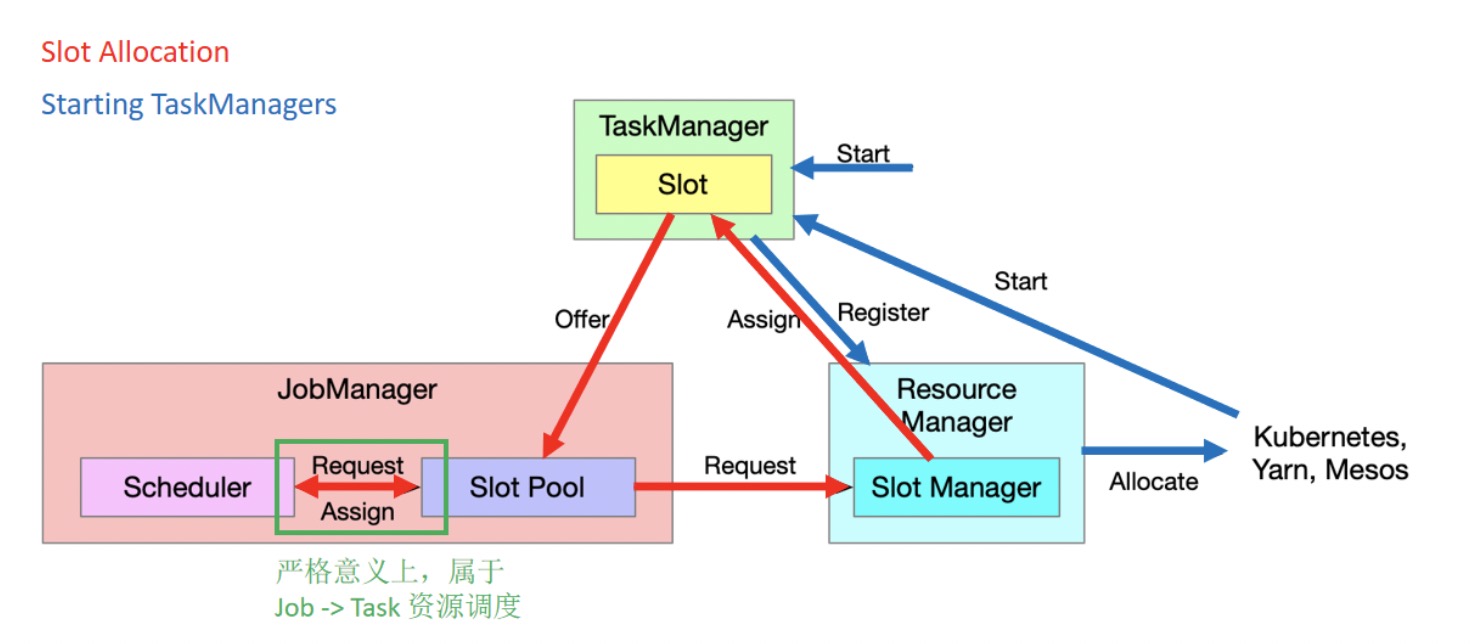 Slot Allocation
Starting TaskManagers
TaskManager
Slot
Start
Start
Offer
Assign
Register
JobManager
Resource
Manager
Scheduler
Request
Assign
Slot Pool
Request
Slot Manager
Allocate
Kubernetes,
Yarn, Mesos
严格意义上，属于
Job -> Task 资源调度